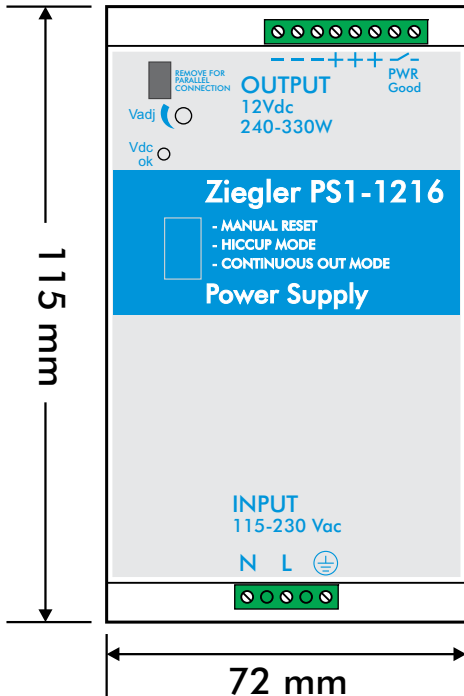 - - - + + +
PWR
Good
REMOVE FOR
PARALLEL
CONNECTION
OUTPUT
12Vdc
240-330W
Vadj
Vdc
ok
Ziegler PS1-1216
- MANUAL RESET
- HICCUP MODE
- CONTINUOUS OUT MODE
Power Supply
115 mm
INPUT
115-230 Vac
N L
72 mm